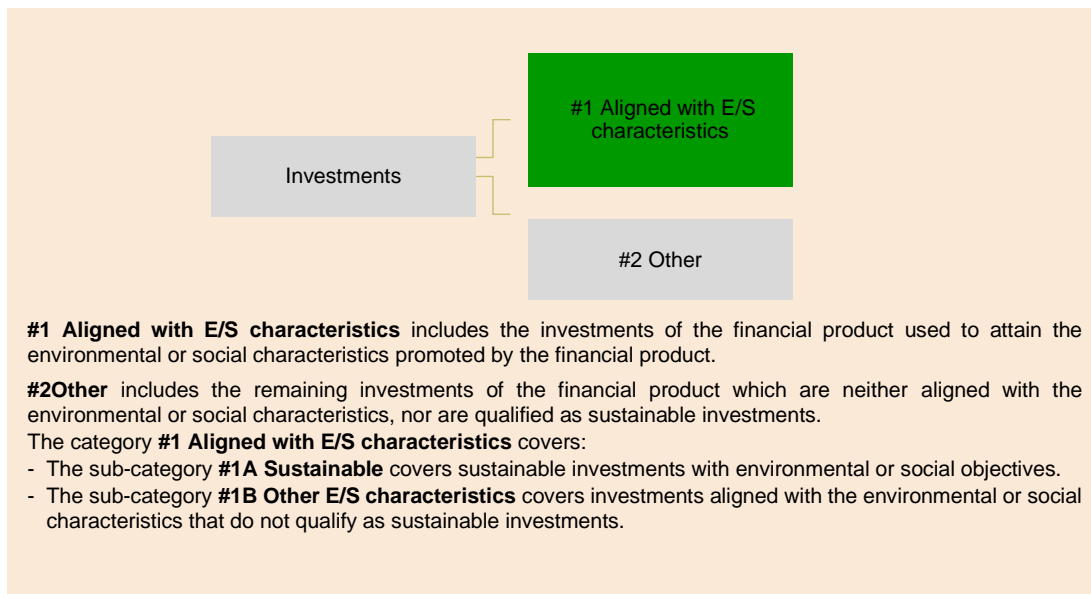 #1 Aligned with E/S
characteristics
Investments
#2 Other
#1 Aligned with E/S characteristics includes the investments of the financial product used to attain the
environmental or social characteristics promoted by the financial product.
#2Other includes the remaining investments of the financial product which are neither aligned with the
environmental or social characteristics, nor are qualified as sustainable investments.
The category #1 Aligned with E/S characteristics covers:
- The sub-category #1A Sustainable covers sustainable investments with environmental or social objectives.
- The sub-category #1B Other E/S characteristics covers investments aligned with the environmental or social
characteristics that do not qualify as sustainable investments.